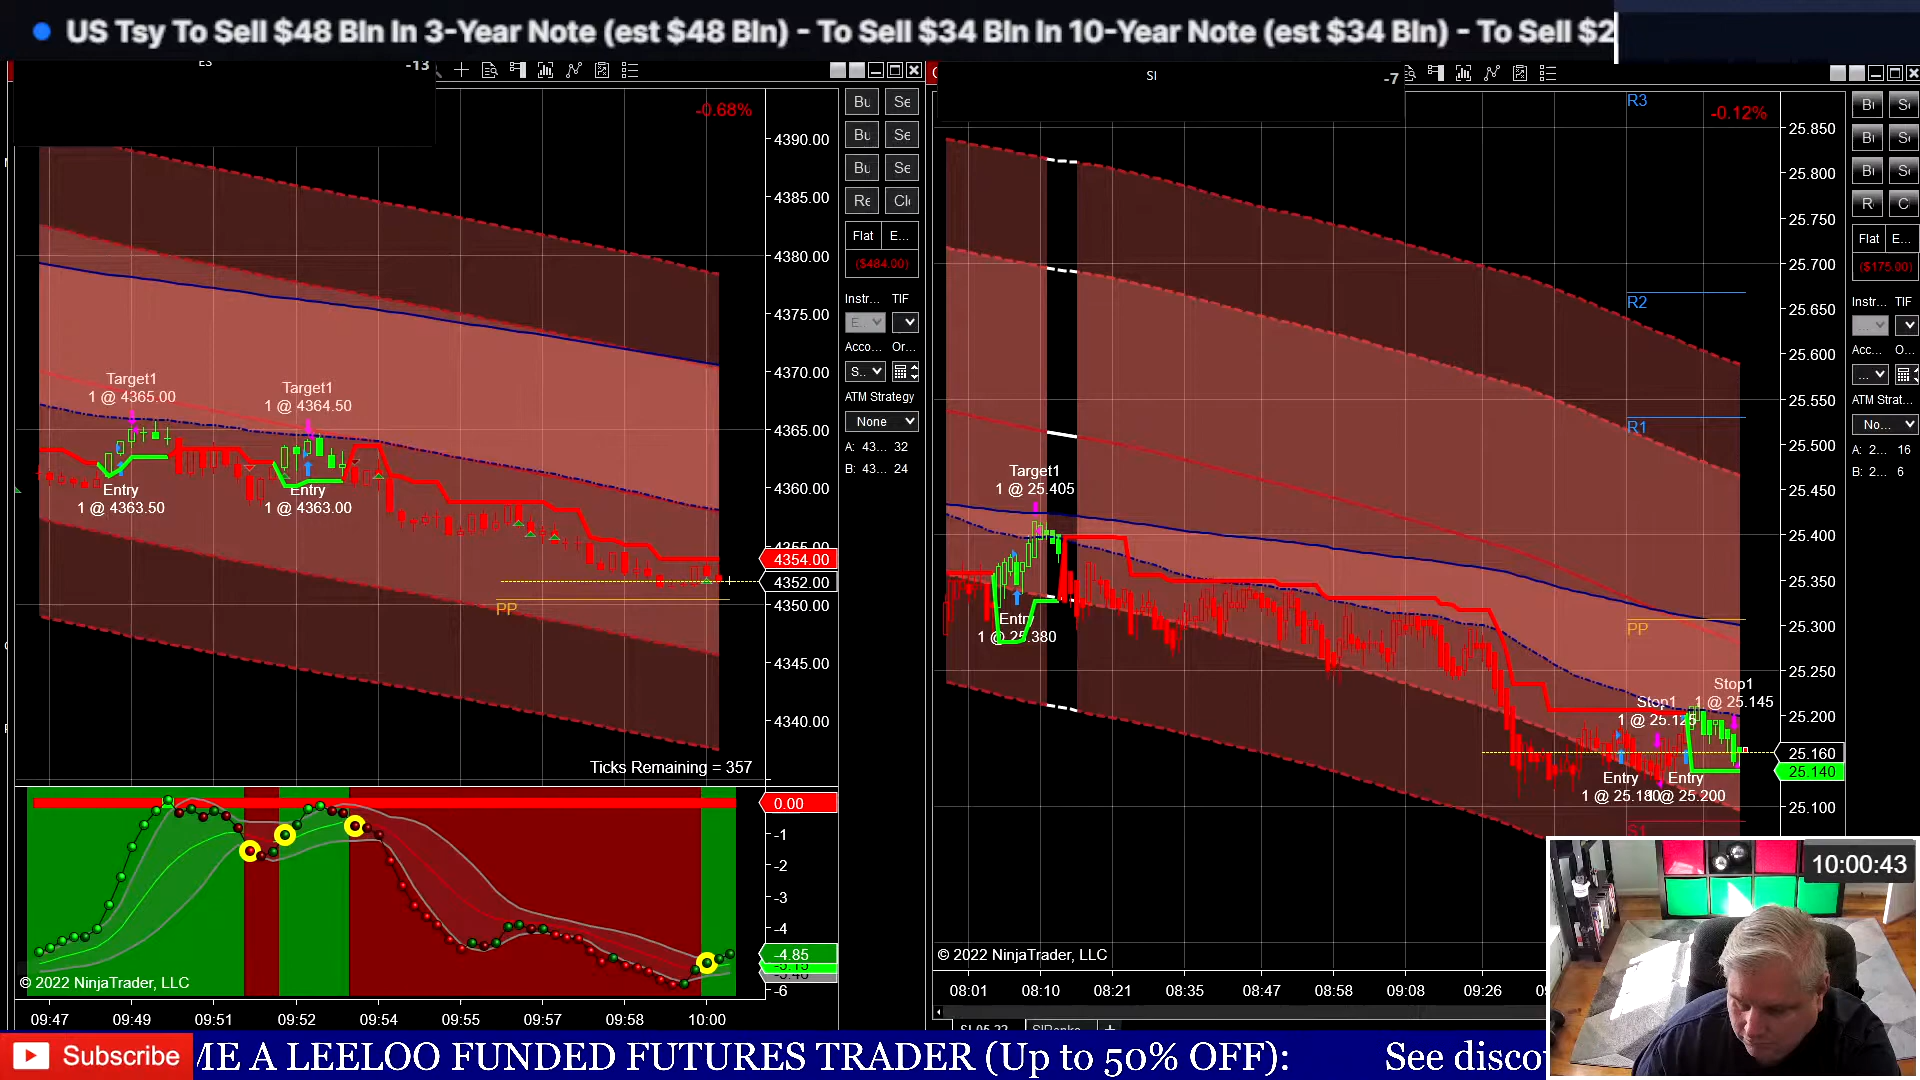 US Tsy To Sell $48 Bln In 3-Year Note (est $48 Bln) - To Sell $34 Bln In 10-Year Note (est $34 Bln) - To Sell $2
ES
-13
-0.68%
4390.00
4385.00
4380.00
4375.00
4370.00
4365.00
4360.00
4354.00
4352.00
4350.00
4345.00
4340.00
Target1
1 @ 4365.00
Target1
1 @ 4364.50
Entry
1 @ 4363.50
Entry
1 @ 4363.00
PP
Ticks Remaining = 357
0.00
-1
-2
-3
-4
-4.85
-6
© 2022 NinjaTrader, LLC
09:47 09:49 09:51 09:52 09:54 09:55 09:57 09:58 10:00
Bu Se
Bu Se
Bu Se
Re Cl
Flat E...
($484.00)
Instr... TIF
E...
Acco... Or...
S...
ATM Strategy
None
A: 43... 32
B: 43... 24
SI
-7
R3
-0.12%
R2
R1
PP
S1
25.850
25.800
25.750
25.700
25.650
25.600
25.550
25.500
25.450
25.400
25.350
25.300
25.250
25.200
25.160
25.140
25.100
Target1
1 @ 25.405
Entry
1 @ 25.380
Stop1
1 @ 25.125
Stop1
1 @ 25.145
Entry
Entry
1 @ 25.200
© 2022 NinjaTrader, LLC
08:01 08:10 08:21 08:35 08:47 08:58 09:08 09:26
SI 05-22
Flat E...
($175.00)
Instr... TIF
...
Acc... O...
...
ATM Strat...
No...
A: 2... 16
B: 2... 6
10:00:43
Subscribe
ME A LEELOO FUNDED FUTURES TRADER (Up to 50% OFF): See disco